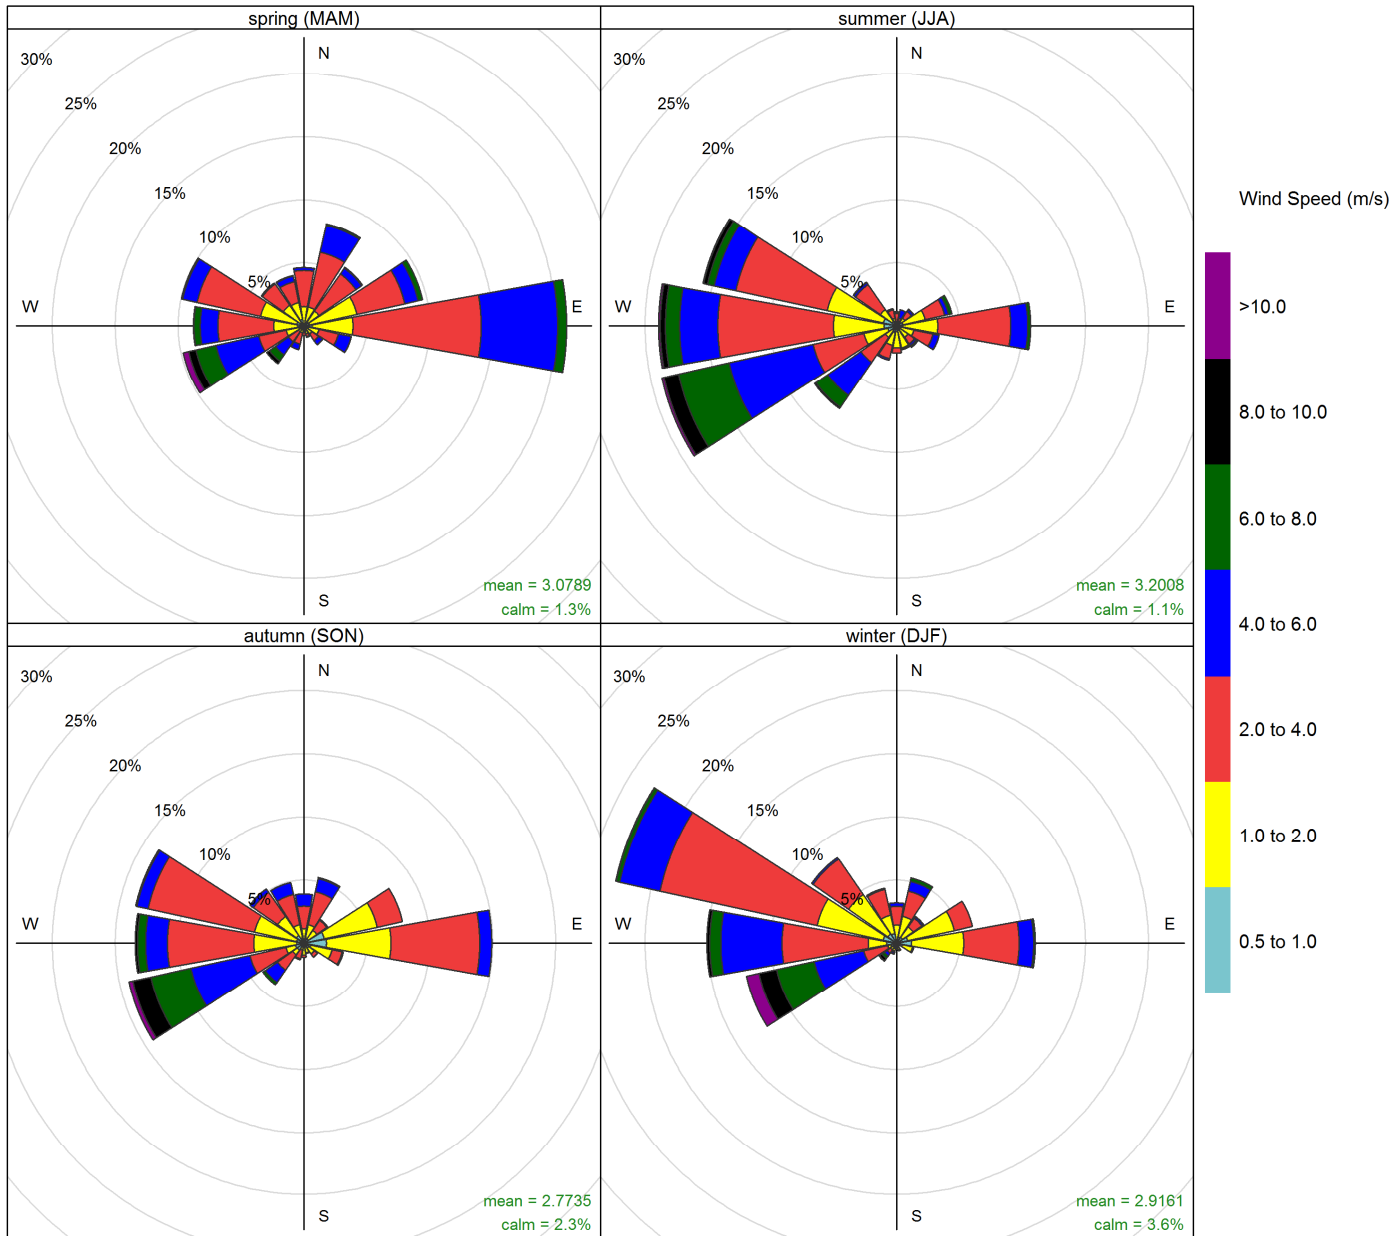 spring (MAM)
30%
25%
20%
15%
10%
5%
N
W
E
S
mean = 3.0789
calm = 1.3%
summer (JJA)
30%
25%
20%
15%
10%
5%
N
W
E
S
mean = 3.2008
calm = 1.1%
autumn (SON)
30%
25%
20%
15%
10%
5%
N
W
E
S
mean = 2.7735
calm = 2.3%
winter (DJF)
30%
25%
20%
15%
10%
5%
N
W
E
S
mean = 2.9161
calm = 3.6%
Wind Speed (m/s)
>10.0
8.0 to 10.0
6.0 to 8.0
4.0 to 6.0
2.0 to 4.0
1.0 to 2.0
0.5 to 1.0